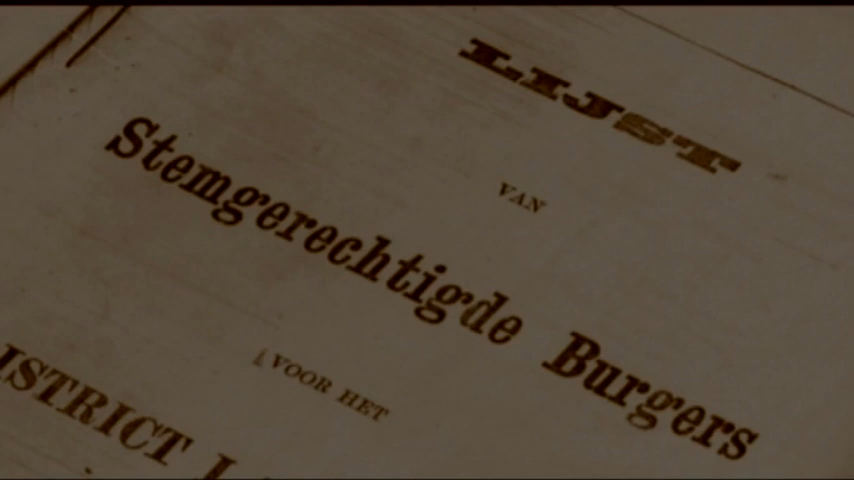 LIJST
VAN
Stemgerechtigde Burgers
VOOR HET
ISTRICT